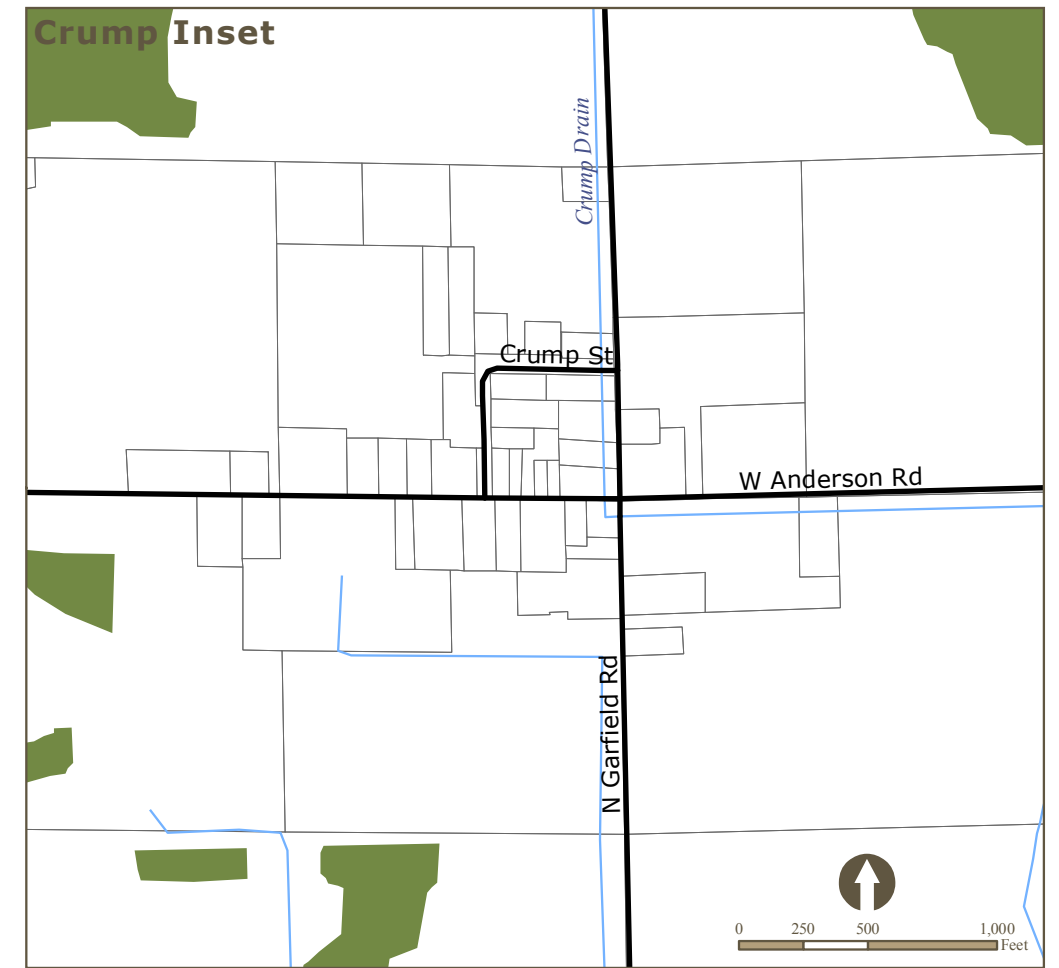 Crump Inset
Crump Drain
Crump St
W Anderson Rd
N Garfield Rd
0 250 500 1,000
Feet